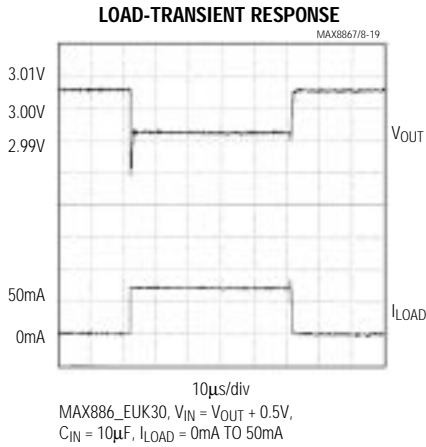 LOAD-TRANSIENT RESPONSE
MAX8867/8-19
3.01V
3.00V
2.99V
VOUT
50mA
0mA
ILOAD
10µs/div
MAX886_EUK30, VIN = VOUT + 0.5V,
CIN = 10µF, ILOAD = 0mA TO 50mA